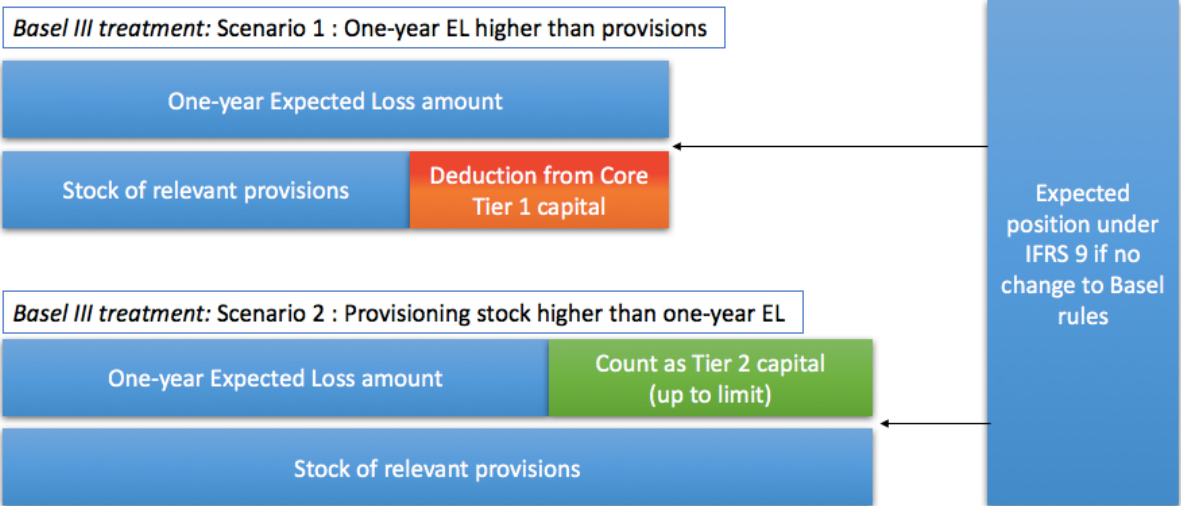 Basel III treatment: Scenario 1 : One-year EL higher than provisions
One-year Expected Loss amount
Stock of relevant provisions
Deduction from Core
Tier 1 capital
Basel III treatment: Scenario 2 : Provisioning stock higher than one-year EL
One-year Expected Loss amount
Count as Tier 2 capital
(up to limit)
Stock of relevant provisions
Expected
position under
IFRS 9 if no
change to Basel
rules